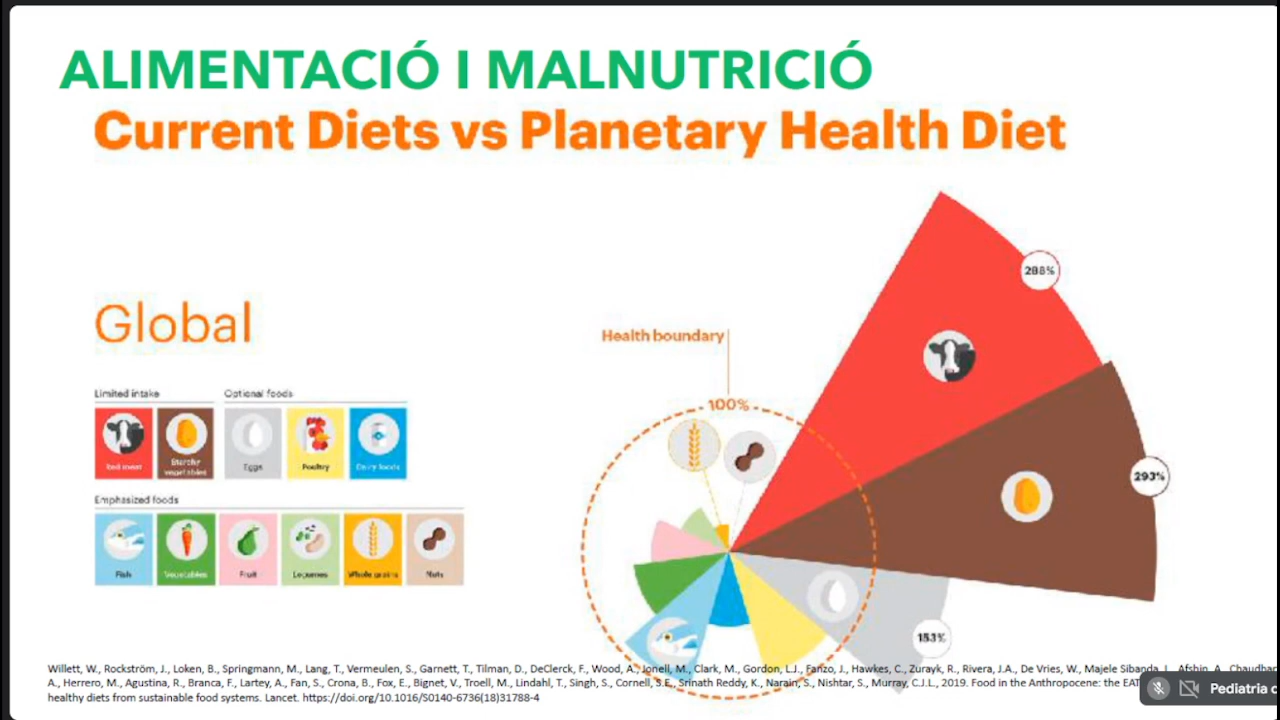 ALIMENTACIÓ I MALNUTRICIÓ
Current Diets vs Planetary Health Diet
Global
Limited intake
Optional foods
Red meat
Starchy vegetables
Eggs
Poultry
Dairy foods
Emphasized foods
Fish
Vegetables
Fruit
Legumes
Whole grains
Nuts
Health boundary
100%
288%
293%
153%
Willett, W., Rockström, J., Loken, B., Springmann, M., Lang, T., Vermeulen, S., Garnett, T., Tilman, D., DeClerck, F., Wood, A., Jonell, M., Clark, M., Gordon, L.J., Fanzo, J., Hawkes, C., Zurayk, R., Rivera, J.A., De Vries, W., Majele Sibanda, L., Afshin, A., Chaudhar
A., Herrero, M., Agustina, R., Branca, F., Lartey, A., Fan, S., Crona, B., Fox, E., Bignet, V., Troell, M., Lindahl, T., Singh, S., Cornell, S.E., Srinath Reddy, K., Narain, S., Nishtar, S., Murray, C.J.L., 2019. Food in the Anthropocene: the EAT
healthy diets from sustainable food systems. Lancet. https://doi.org/10.1016/S0140-6736(18)31788-4
Pediatria